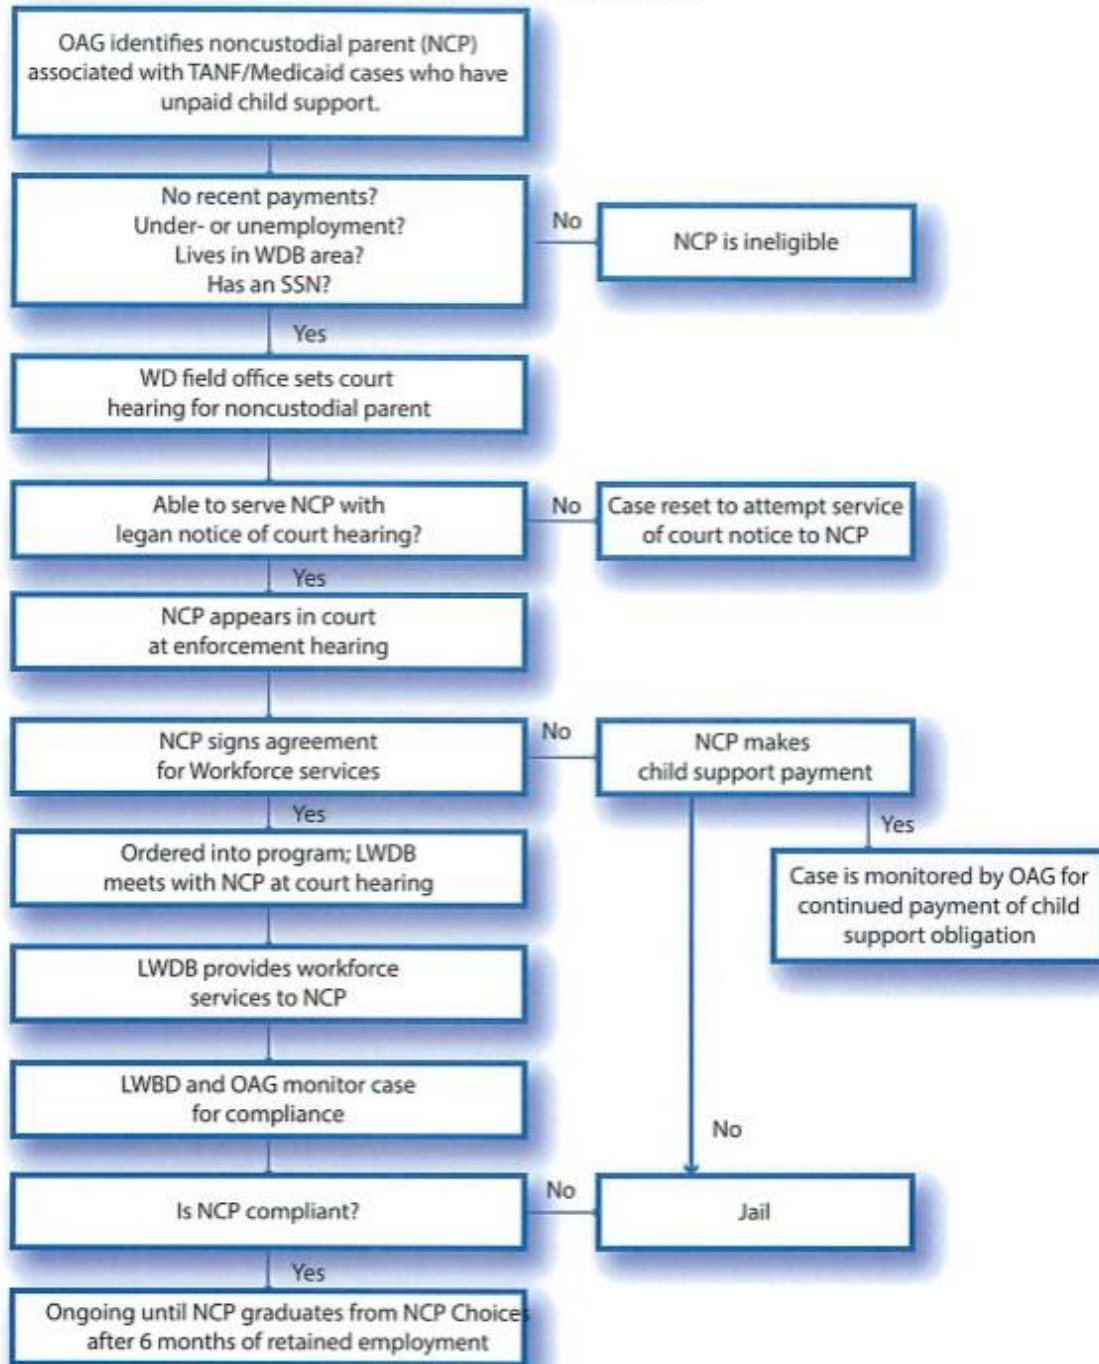 OAG identifies noncustodial parent (NCP)
associated with TANF/Medicaid cases who have
unpaid child support.
No recent payments?
Under- or unemployment?
Lives in WDB area?
Has an SSN?
No
NCP is ineligible
Yes
WD field office sets court
hearing for noncustodial parent
Able to serve NCP with
legan notice of court hearing?
No
Case reset to attempt service
of court notice to NCP
Yes
NCP appears in court
at enforcement hearing
NCP signs agreement
for Workforce services
No
NCP makes
child support payment
Yes
Yes
Ordered into program; LWDB
meets with NCP at court hearing
Case is monitored by OAG for
continued payment of child
support obligation
LWDB provides workforce
services to NCP
LWBD and OAG monitor case
for compliance
No
Is NCP compliant?
No
Jail
Yes
Ongoing until NCP graduates from NCP Choices
after 6 months of retained employment